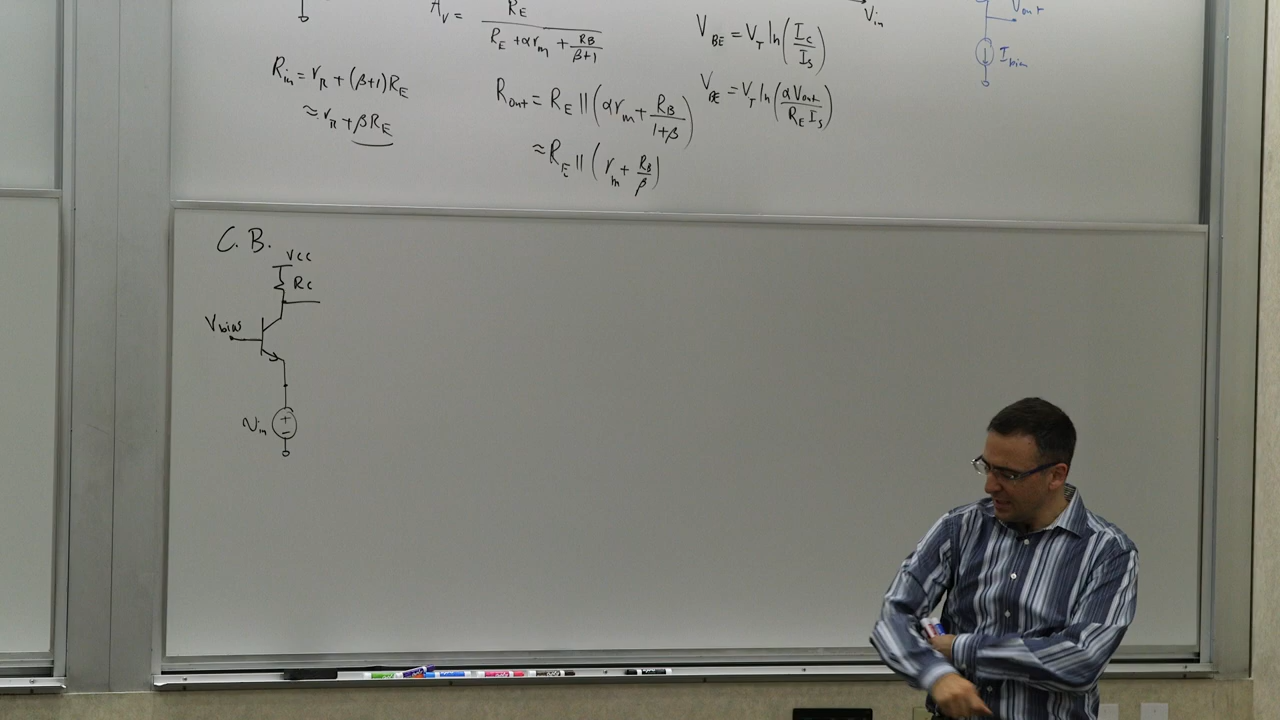 A_V = R_E / (R_E + αr_m + R_B/(β+1))
R_in = r_π + (β+1)R_E
≈ r_π + βR_E
R_out = R_E || (αr_m + R_B/(1+β))
≈ R_E || (r_m + R_B/β)
V_BE = V_T ln(I_C/I_S)
V_BE = V_T ln(αV_out/(R_E I_S))
V_in
V_out
I_bias
C.B.
VCC
RC
V_bias
v_in
+
−